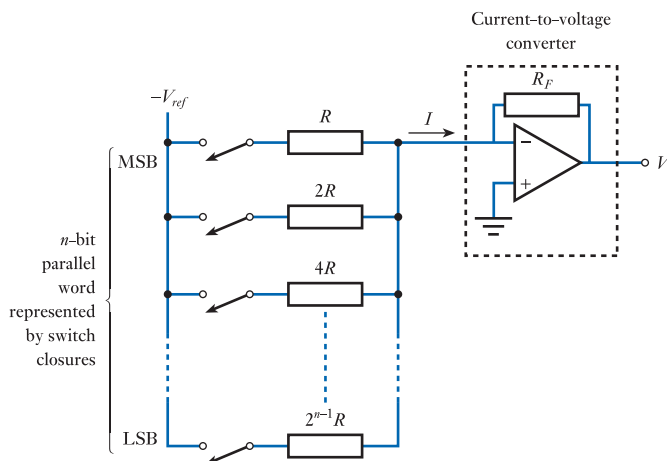 Current–to–voltage
converter
R_F
−V_ref
R
I
−
+
V
MSB
2R
4R
n–bit
parallel
word
represented
by switch
closures
LSB
2^{n−1}R